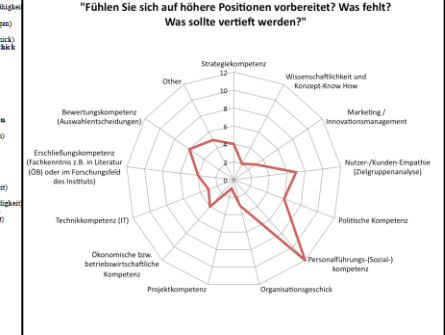 "Fühlen Sie sich auf höhere Positionen vorbereitet? Was fehlt?
Was sollte vertieft werden?"
Strategiekompetenz
Wissenschaftlichkeit und
Konzept-Know How
Marketing /
Innovationsmanagement
Nutzer-/Kunden-Empathie
(Zielgruppenanalyse)
Politische Kompetenz
Personalführungs-(Sozial-)
kompetenz
Organisationsgeschick
Projektkompetenz
Ökonomische bzw.
betriebswirtschaftliche
Kompetenz
Technikkompetenz (IT)
Erschließungskompetenz
(Fachkenntnis z.B. in Literatur
(ÖB) oder im Forschungsfeld
des Instituts)
Bewertungskompetenz
(Auswahlentscheidungen)
Other
12
10
8
6
4
2
0